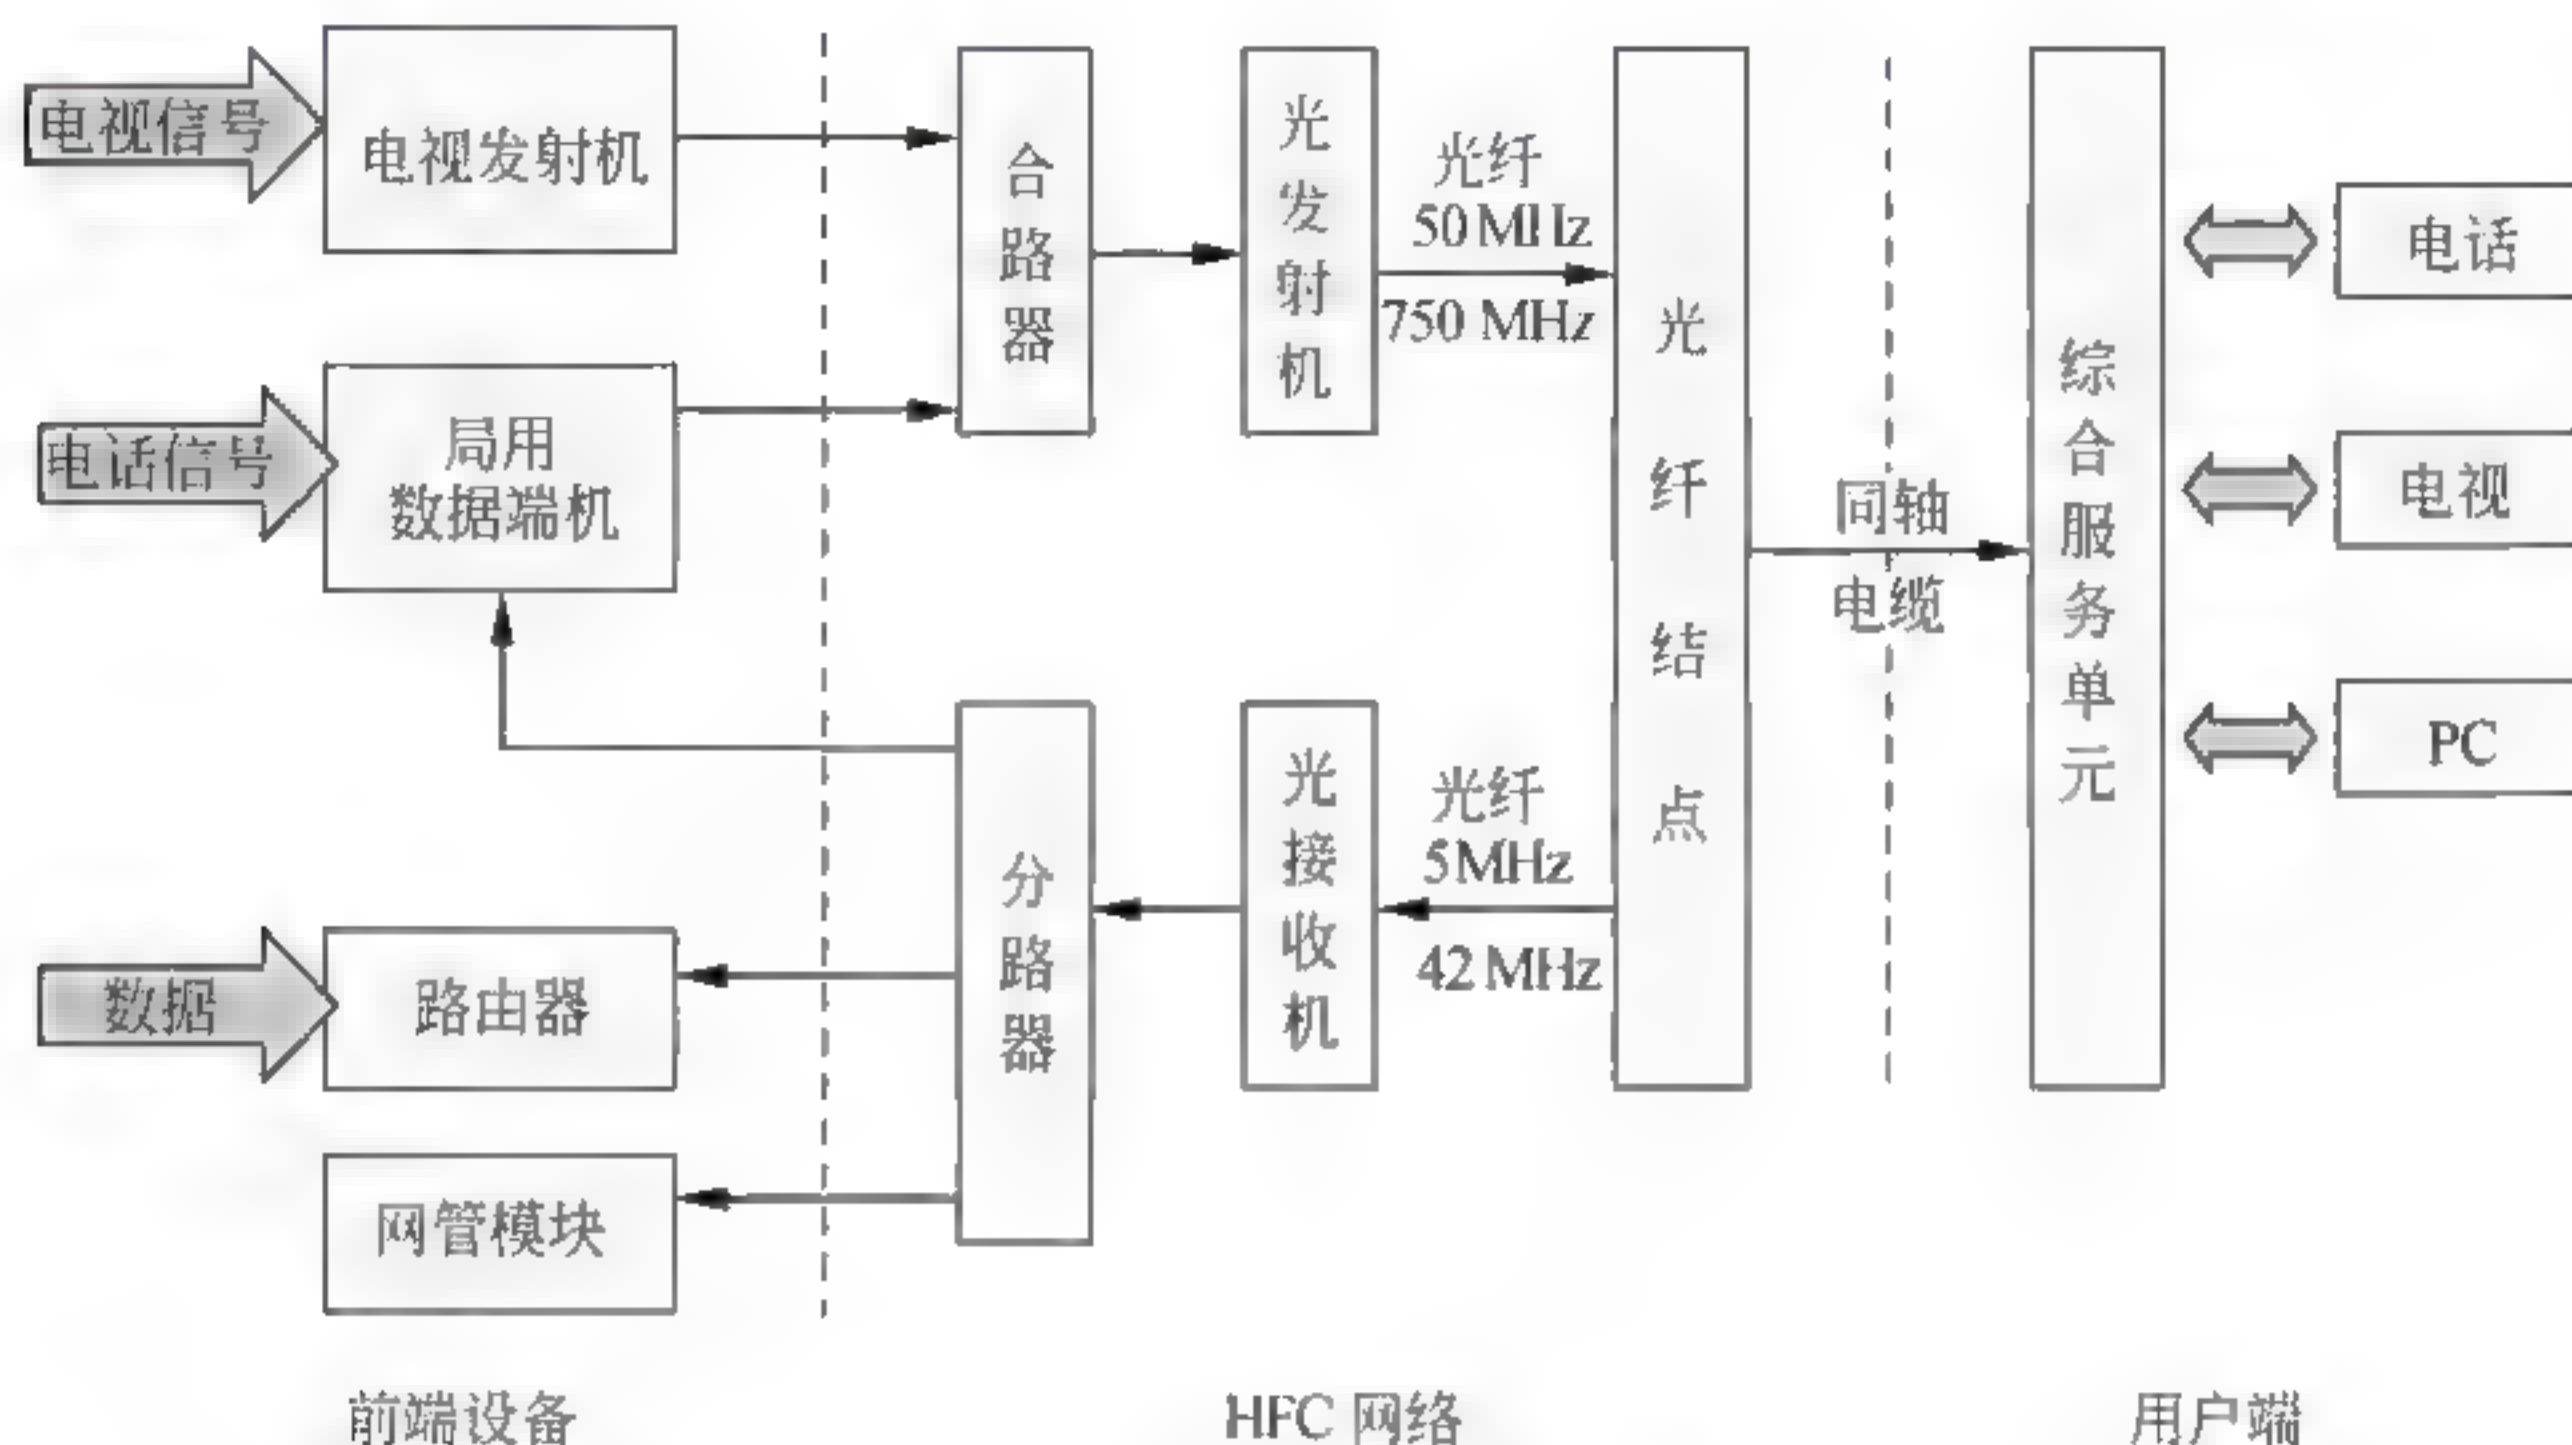 电视信号
电视发射机
电话信号
局用
数据端机
数据
路由器
网管模块
合路器
光发射机
光纤
50 MHz
750 MHz
分路器
光接收机
光纤
5MHz
42 MHz
光纤结点
同轴
电缆
综合服务单元
电话
电视
PC
前端设备
HFC 网络
用户端